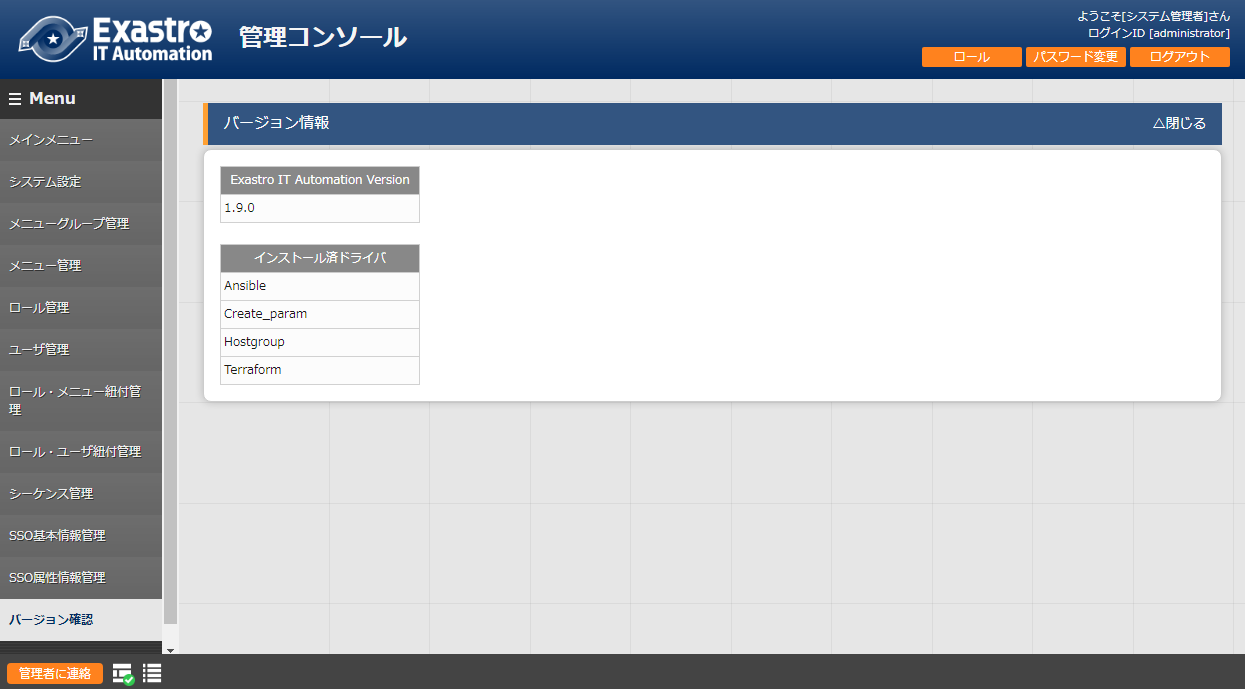 Exastro
IT Automation
管理コンソール
ようこそ[システム管理者]さん
ログインID [administrator]
ロール
パスワード変更
ログアウト
Menu
メインメニュー
システム設定
メニューグループ管理
メニュー管理
ロール管理
ユーザ管理
ロール・メニュー紐付管
理
ロール・ユーザ紐付管理
シーケンス管理
SSO基本情報管理
SSO属性情報管理
バージョン確認
バージョン情報
△閉じる
Exastro IT Automation Version
1.9.0
インストール済ドライバ
Ansible
Create_param
Hostgroup
Terraform
管理者に連絡